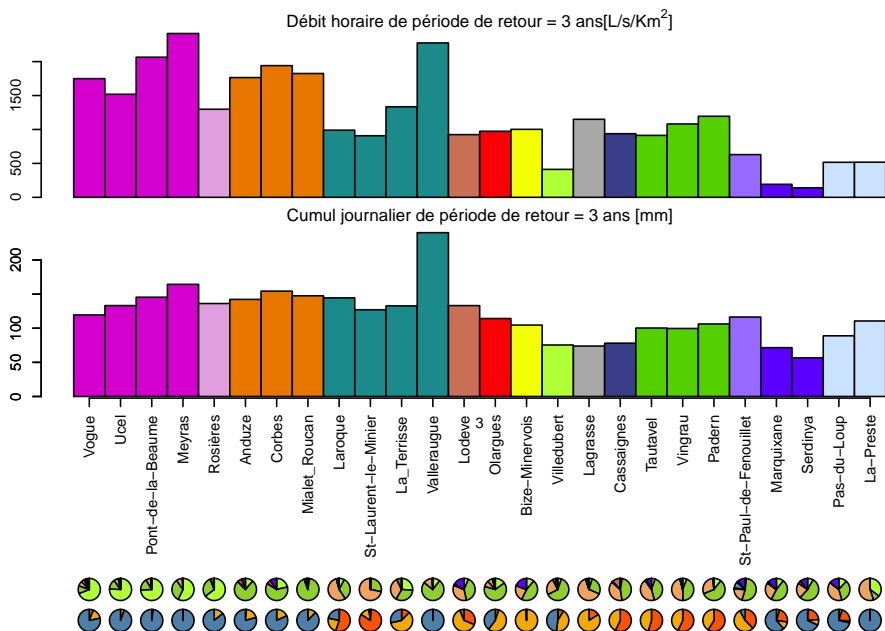 Débit horaire de période de retour = 3 ans[L/s/Km2]
1500
500
0
Cumul journalier de période de retour = 3 ans [mm]
200
100
50
0
Vogue
Ucel
Pont−de−la−Beaume
Meyras
Rosières
Anduze
Corbes
Mialet_Roucan
Laroque
St−Laurent−le−Minier
La_Terrisse
Valleraugue
Lodeve
3
Olargues
Bize−Minervois
Villedubert
Lagrasse
Cassaignes
Tautavel
Vingrau
Padern
St−Paul−de−Fenouillet
Marquixane
Serdinya
Pas−du−Loup
La−Preste